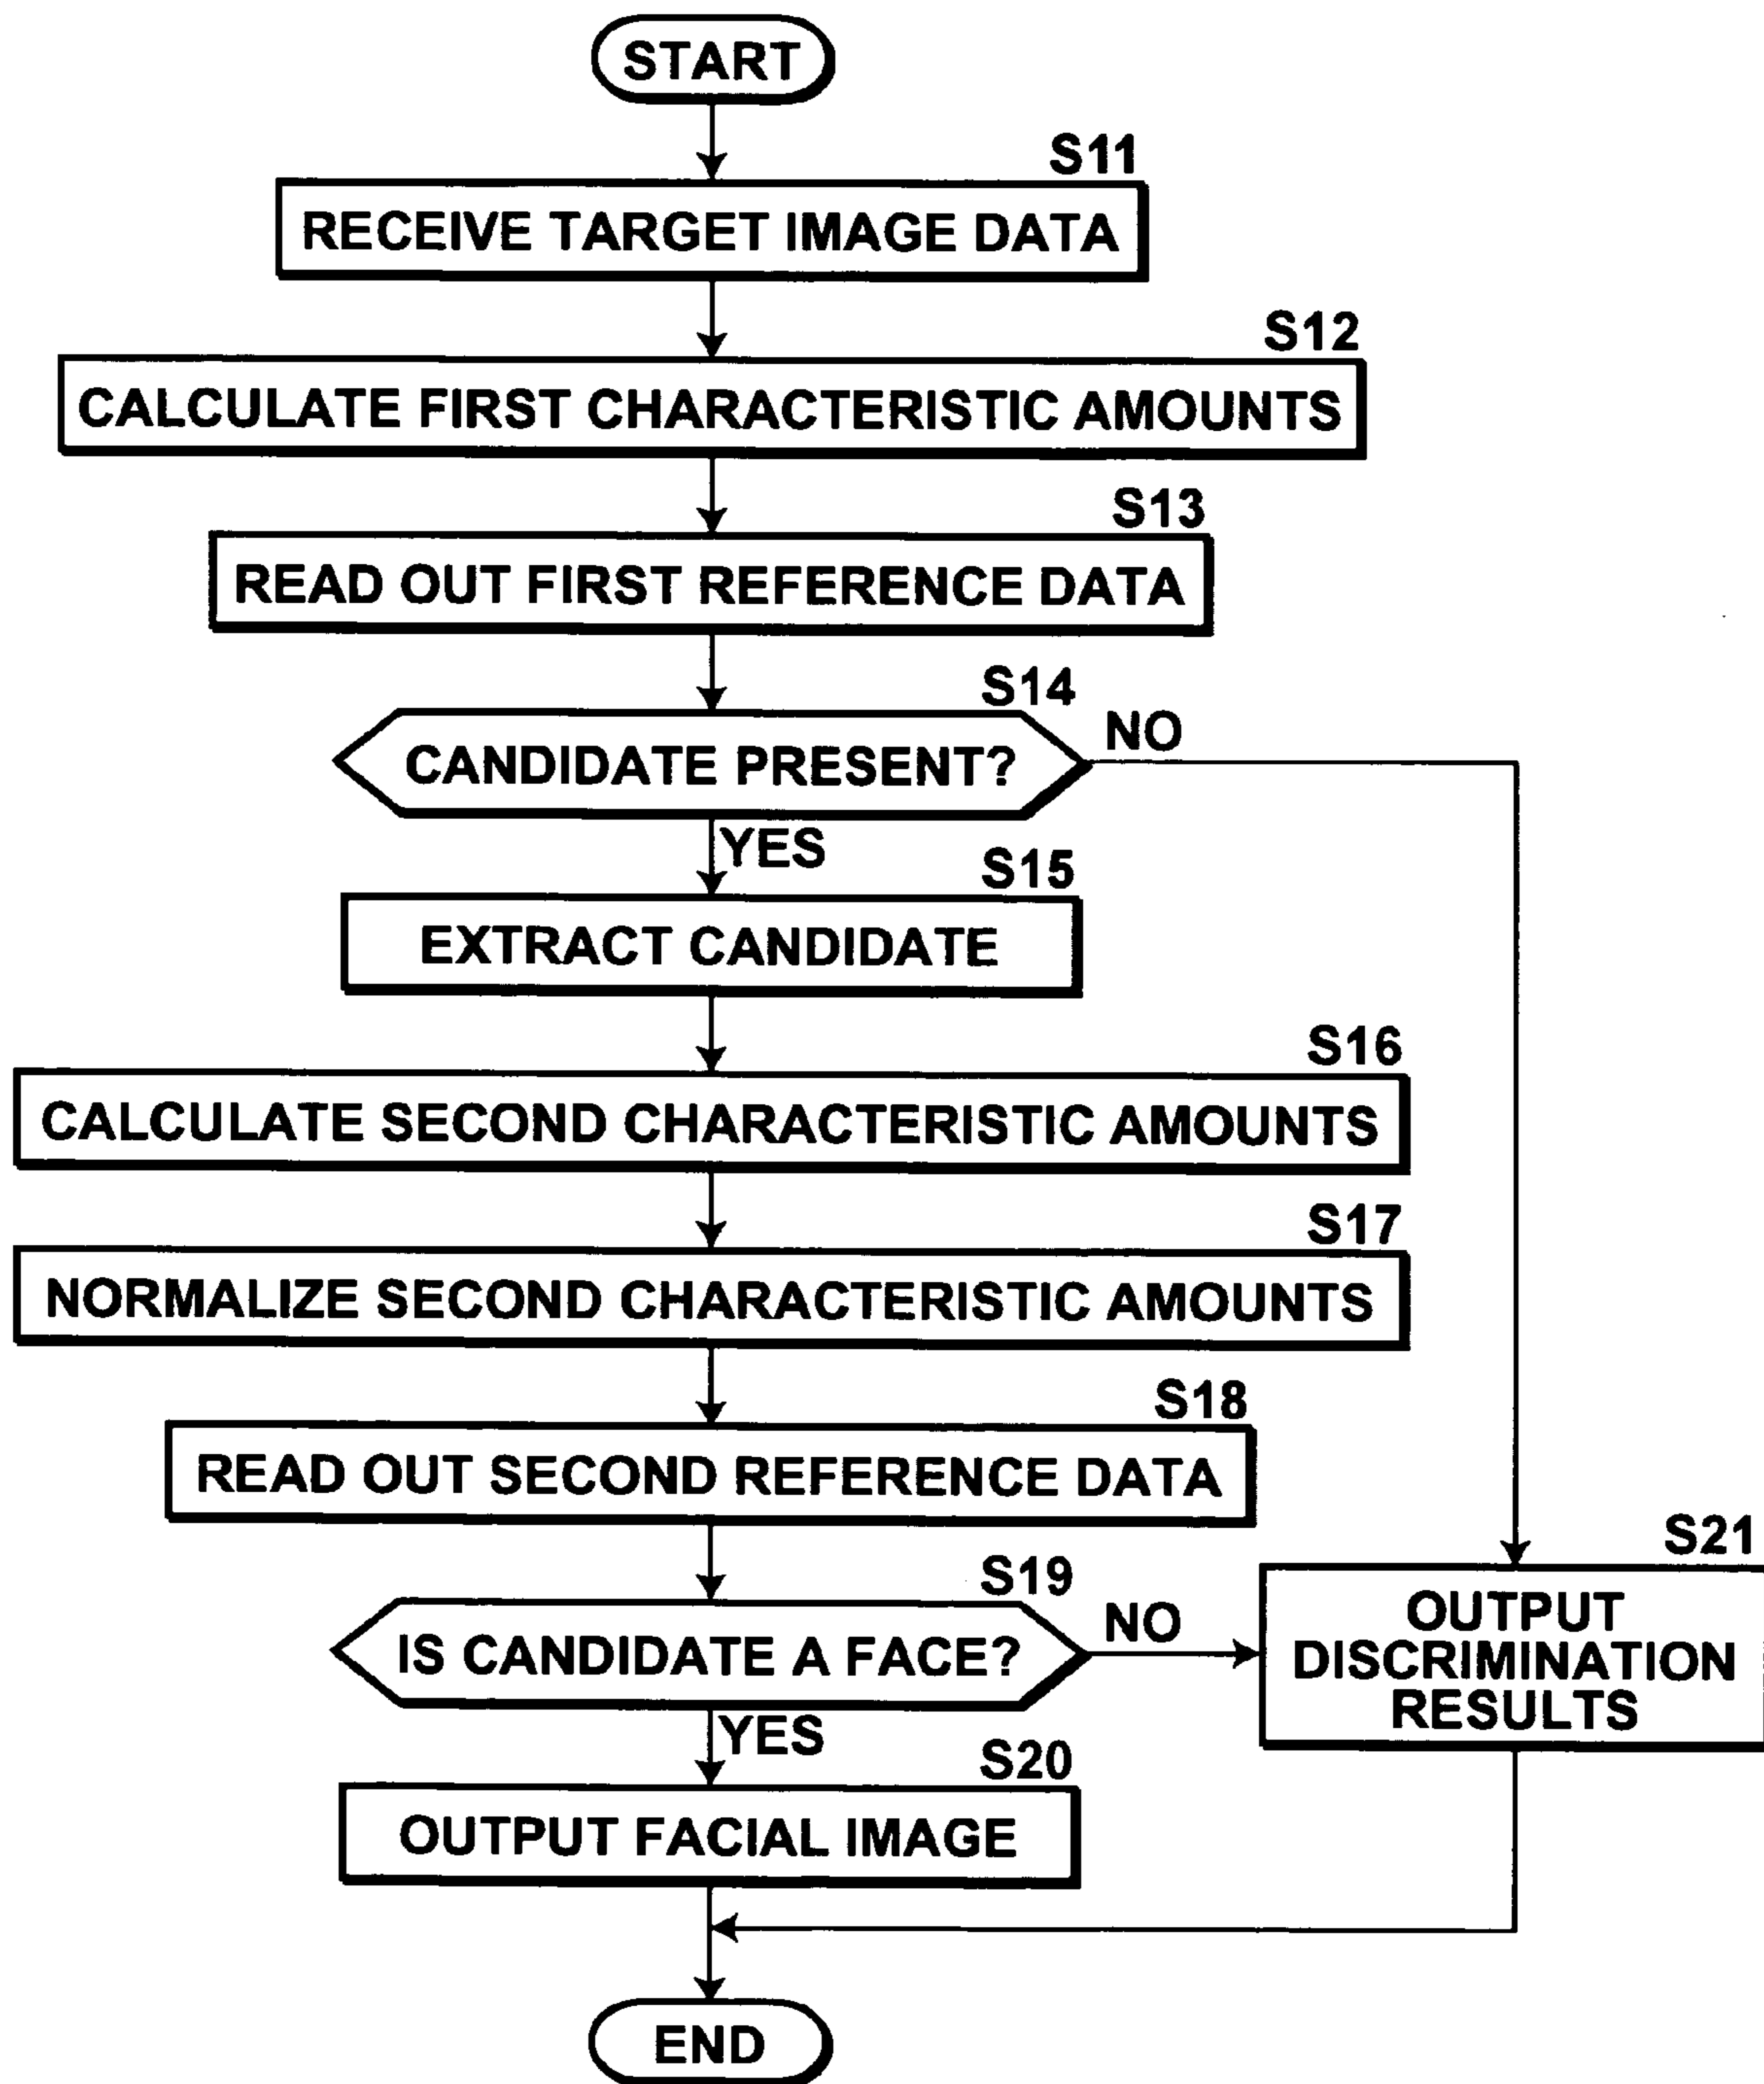 START
S11
RECEIVE TARGET IMAGE DATA
S12
CALCULATE FIRST CHARACTERISTIC AMOUNTS
S13
READ OUT FIRST REFERENCE DATA
S14
CANDIDATE PRESENT?
NO
YES
S15
EXTRACT CANDIDATE
S16
CALCULATE SECOND CHARACTERISTIC AMOUNTS
S17
NORMALIZE SECOND CHARACTERISTIC AMOUNTS
S18
READ OUT SECOND REFERENCE DATA
S19
IS CANDIDATE A FACE?
NO
S21
OUTPUT
DISCRIMINATION
RESULTS
YES
S20
OUTPUT FACIAL IMAGE
END